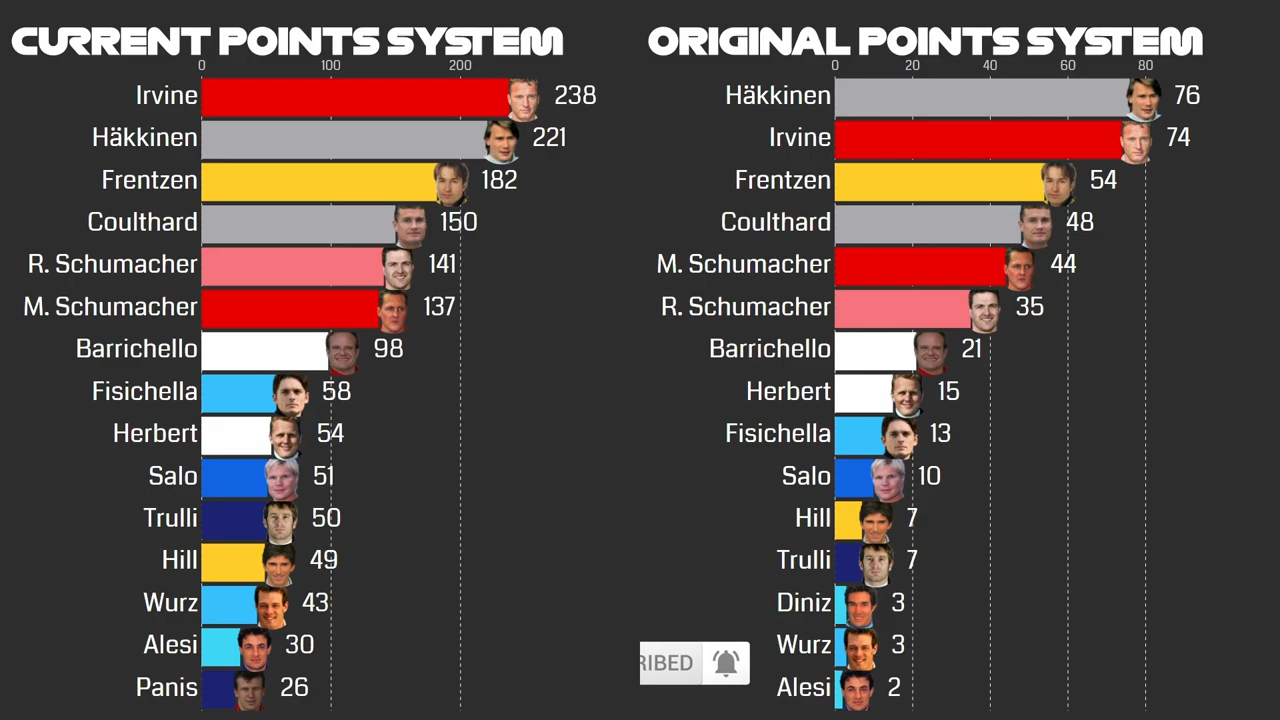 CURRENT POINTS SYSTEM
0 100 200
Irvine 238
Häkkinen 221
Frentzen 182
Coulthard 150
R. Schumacher 141
M. Schumacher 137
Barrichello 98
Fisichella 58
Herbert 54
Salo 51
Trulli 50
Hill 49
Wurz 43
Alesi 30
Panis 26
ORIGINAL POINTS SYSTEM
0 20 40 60 80
Häkkinen 76
Irvine 74
Frentzen 54
Coulthard 48
M. Schumacher 44
R. Schumacher 35
Barrichello 21
Herbert 15
Fisichella 13
Salo 10
Hill 7
Trulli 7
Diniz 3
Wurz 3
Alesi 2
RIBED